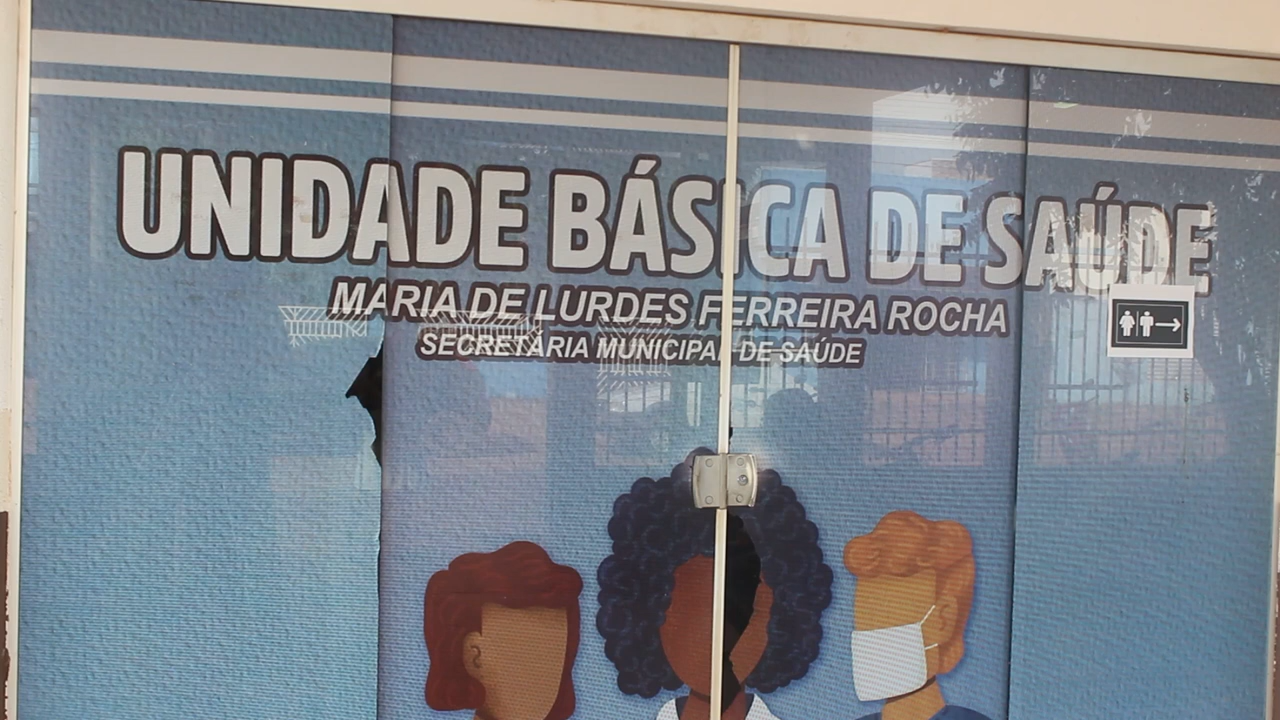 UNIDADE BÁSICA DE SAÚDE
MARIA DE LURDES FERREIRA ROCHA
SECRETÁRIA MUNICIPAL DE SAÚDE